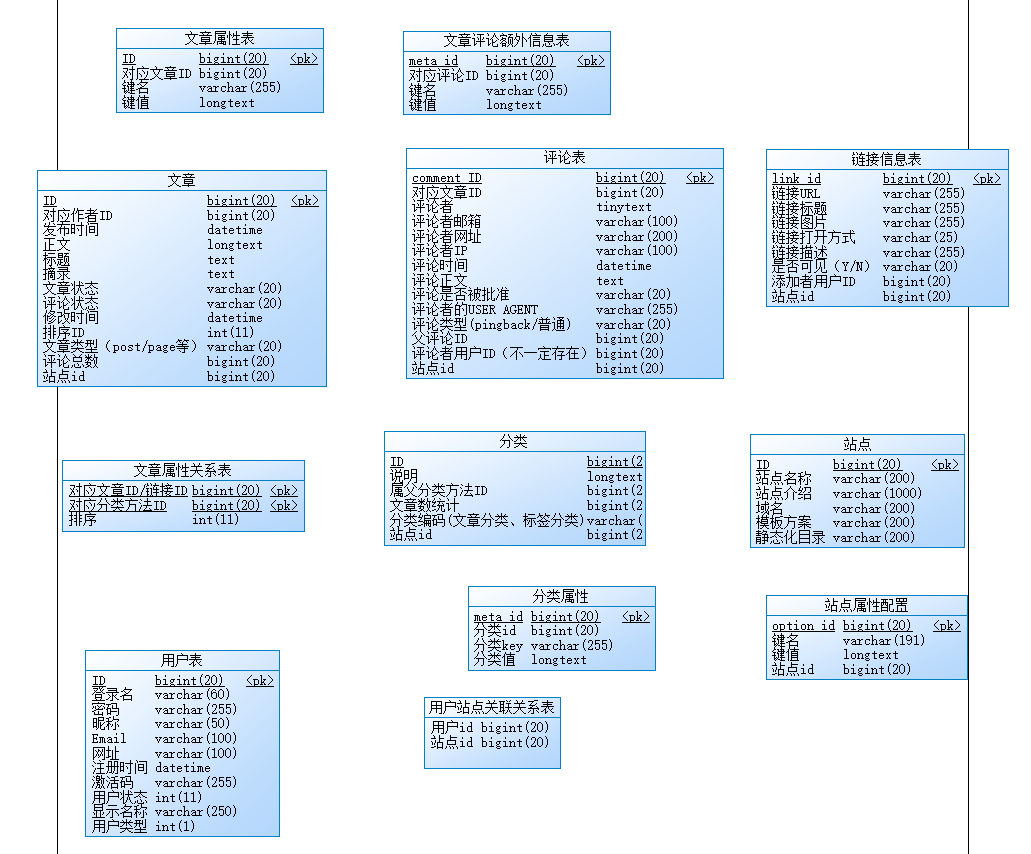 文章属性表
ID bigint(20) <pk>
对应文章ID bigint(20)
键名 varchar(255)
键值 longtext
文章评论额外信息表
meta_id bigint(20) <pk>
对应评论ID bigint(20)
键名 varchar(255)
键值 longtext
文章
ID bigint(20) <pk>
对应作者ID bigint(20)
发布时间 datetime
正文 longtext
标题 text
摘录 text
文章状态 varchar(20)
评论状态 varchar(20)
修改时间 datetime
排序ID int(11)
文章类型（post/page等） varchar(20)
评论总数 bigint(20)
站点id bigint(20)
评论表
comment_ID bigint(20) <pk>
对应文章ID bigint(20)
评论者 tinytext
评论者邮箱 varchar(100)
评论者网址 varchar(200)
评论者IP varchar(100)
评论时间 datetime
评论正文 text
评论是否被批准 varchar(20)
评论者的USER AGENT varchar(255)
评论类型(pingback/普通) varchar(20)
父评论ID bigint(20)
评论者用户ID（不一定存在） bigint(20)
站点id bigint(20)
链接信息表
link_id bigint(20) <pk>
链接URL varchar(255)
链接标题 varchar(255)
链接图片 varchar(255)
链接打开方式 varchar(25)
链接描述 varchar(255)
是否可见（Y/N） varchar(20)
添加者用户ID bigint(20)
站点id bigint(20)
文章属性关系表
对应文章ID/链接ID bigint(20) <pk>
对应分类方法ID bigint(20) <pk>
排序 int(11)
分类
ID bigint(2
说明 longtext
属父分类方法ID bigint(2
文章数统计 bigint(2
分类编码(文章分类、标签分类) varchar(
站点id bigint(2
站点
ID bigint(20) <pk>
站点名称 varchar(200)
站点介绍 varchar(1000)
域名 varchar(200)
模板方案 varchar(200)
静态化目录 varchar(200)
分类属性
meta_id bigint(20) <pk>
分类id bigint(20)
分类key varchar(255)
分类值 longtext
站点属性配置
option_id bigint(20) <pk>
键名 varchar(191)
键值 longtext
站点id bigint(20)
用户表
ID bigint(20) <pk>
登录名 varchar(60)
密码 varchar(255)
昵称 varchar(50)
Email varchar(100)
网址 varchar(100)
注册时间 datetime
激活码 varchar(255)
用户状态 int(11)
显示名称 varchar(250)
用户类型 int(1)
用户站点关联关系表
用户id bigint(20)
站点id bigint(20)